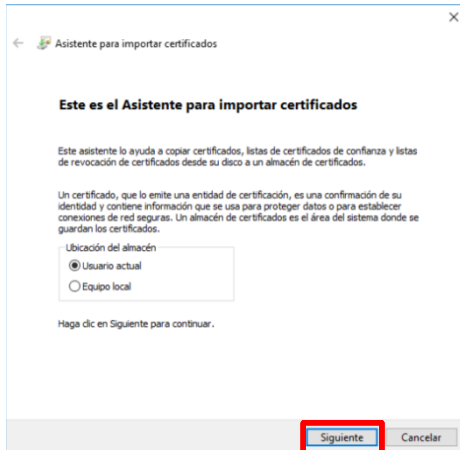 Asistente para importar certificados
Este es el Asistente para importar certificados
Este asistente lo ayuda a copiar certificados, listas de certificados de confianza y listas
de revocación de certificados desde su disco a un almacén de certificados.
Un certificado, que lo emite una entidad de certificación, es una confirmación de su
identidad y contiene información que se usa para proteger datos o para establecer
conexiones de red seguras. Un almacén de certificados es el área del sistema donde se
guardan los certificados.
Ubicación del almacén
Usuario actual
Equipo local
Haga clic en Siguiente para continuar.
Siguiente
Cancelar